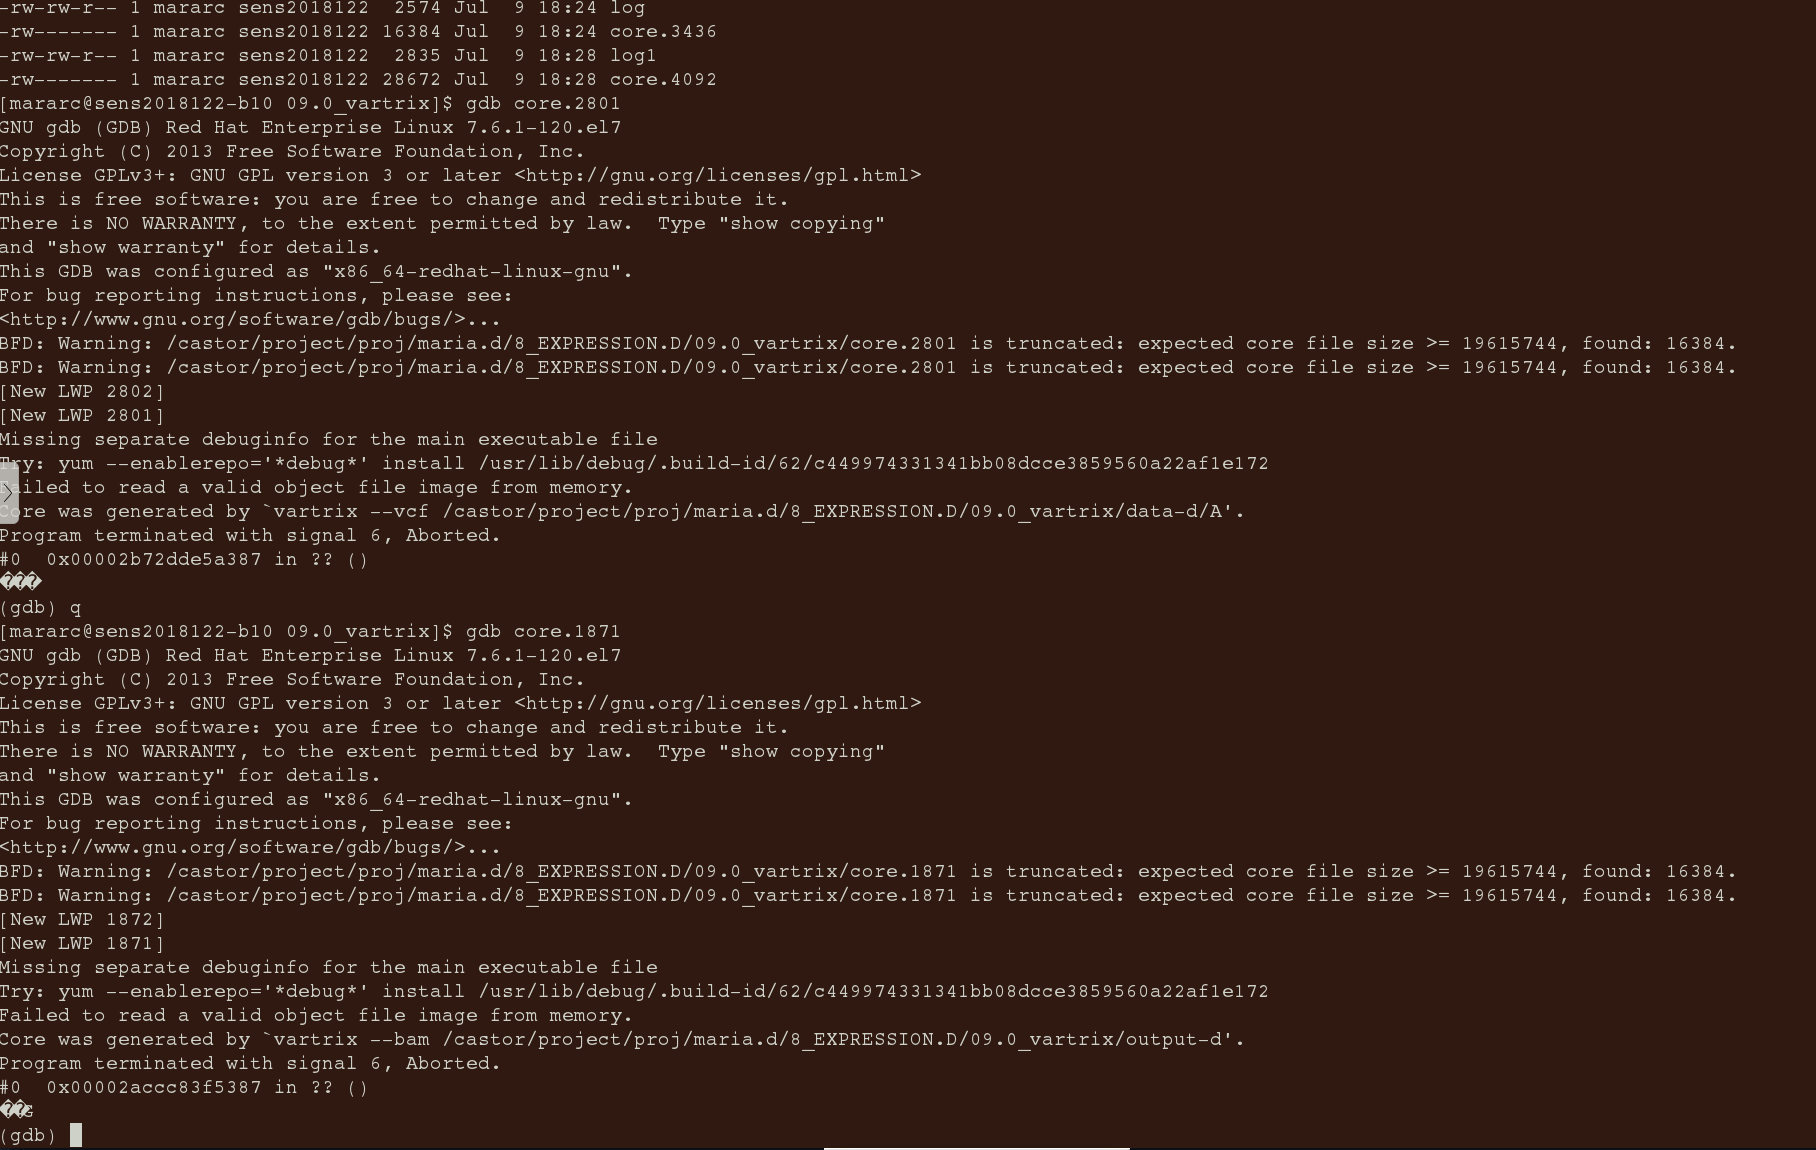 -rw-rw-r-- 1 mararc sens2018122  2574 Jul  9 18:24 log
-rw------- 1 mararc sens2018122 16384 Jul  9 18:24 core.3436
-rw-rw-r-- 1 mararc sens2018122  2835 Jul  9 18:28 log1
-rw------- 1 mararc sens2018122 28672 Jul  9 18:28 core.4092
[mararc@sens2018122-b10 09.0_vartrix]$ gdb core.2801
GNU gdb (GDB) Red Hat Enterprise Linux 7.6.1-120.el7
Copyright (C) 2013 Free Software Foundation, Inc.
License GPLv3+: GNU GPL version 3 or later <http://gnu.org/licenses/gpl.html>
This is free software: you are free to change and redistribute it.
There is NO WARRANTY, to the extent permitted by law.  Type "show copying"
and "show warranty" for details.
This GDB was configured as "x86_64-redhat-linux-gnu".
For bug reporting instructions, please see:
<http://www.gnu.org/software/gdb/bugs/>...
BFD: Warning: /castor/project/proj/maria.d/8_EXPRESSION.D/09.0_vartrix/core.2801 is truncated: expected core file size >= 19615744, found: 16384.
BFD: Warning: /castor/project/proj/maria.d/8_EXPRESSION.D/09.0_vartrix/core.2801 is truncated: expected core file size >= 19615744, found: 16384.
[New LWP 2802]
[New LWP 2801]
Missing separate debuginfo for the main executable file
Try: yum --enablerepo='*debug*' install /usr/lib/debug/.build-id/62/c449974331341bb08dcce3859560a22af1e172
Failed to read a valid object file image from memory.
Core was generated by `vartrix --vcf /castor/project/proj/maria.d/8_EXPRESSION.D/09.0_vartrix/data-d/A'.
Program terminated with signal 6, Aborted.
#0  0x00002b72dde5a387 in ?? ()
���
(gdb) q
[mararc@sens2018122-b10 09.0_vartrix]$ gdb core.1871
GNU gdb (GDB) Red Hat Enterprise Linux 7.6.1-120.el7
Copyright (C) 2013 Free Software Foundation, Inc.
License GPLv3+: GNU GPL version 3 or later <http://gnu.org/licenses/gpl.html>
This is free software: you are free to change and redistribute it.
There is NO WARRANTY, to the extent permitted by law.  Type "show copying"
and "show warranty" for details.
This GDB was configured as "x86_64-redhat-linux-gnu".
For bug reporting instructions, please see:
<http://www.gnu.org/software/gdb/bugs/>...
BFD: Warning: /castor/project/proj/maria.d/8_EXPRESSION.D/09.0_vartrix/core.1871 is truncated: expected core file size >= 19615744, found: 16384.
BFD: Warning: /castor/project/proj/maria.d/8_EXPRESSION.D/09.0_vartrix/core.1871 is truncated: expected core file size >= 19615744, found: 16384.
[New LWP 1872]
[New LWP 1871]
Missing separate debuginfo for the main executable file
Try: yum --enablerepo='*debug*' install /usr/lib/debug/.build-id/62/c449974331341bb08dcce3859560a22af1e172
Failed to read a valid object file image from memory.
Core was generated by `vartrix --bam /castor/project/proj/maria.d/8_EXPRESSION.D/09.0_vartrix/output-d'.
Program terminated with signal 6, Aborted.
#0  0x00002accc83f5387 in ?? ()
��G
(gdb)